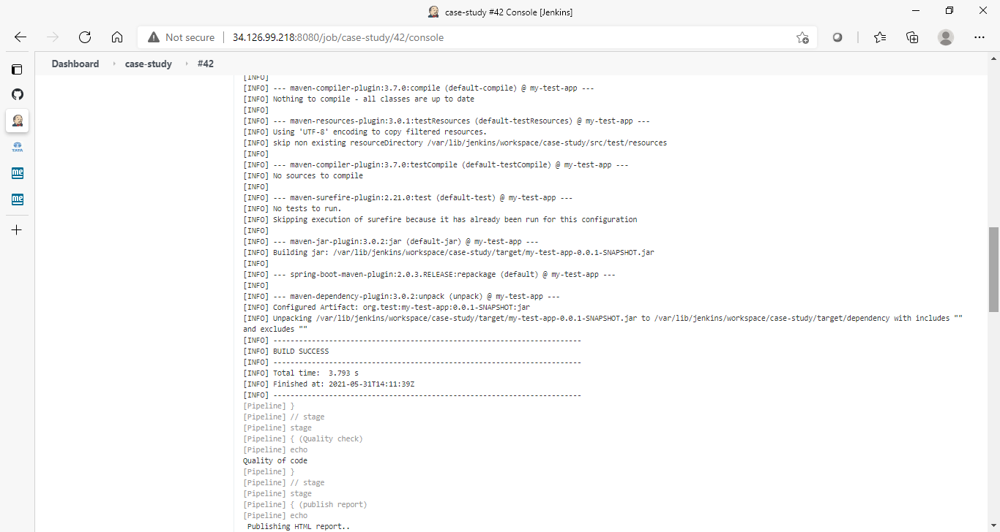 case-study #42 Console [Jenkins]
Not secure | 34.126.99.218:8080/job/case-study/42/console
Dashboard › case-study › #42
TATA
me
me
[INFO]
[INFO] --- maven-compiler-plugin:3.7.0:compile (default-compile) @ my-test-app ---
[INFO] Nothing to compile - all classes are up to date
[INFO]
[INFO] --- maven-resources-plugin:3.0.1:testResources (default-testResources) @ my-test-app ---
[INFO] Using 'UTF-8' encoding to copy filtered resources.
[INFO] skip non existing resourceDirectory /var/lib/jenkins/workspace/case-study/src/test/resources
[INFO]
[INFO] --- maven-compiler-plugin:3.7.0:testCompile (default-testCompile) @ my-test-app ---
[INFO] No sources to compile
[INFO]
[INFO] --- maven-surefire-plugin:2.21.0:test (default-test) @ my-test-app ---
[INFO] No tests to run.
[INFO] Skipping execution of surefire because it has already been run for this configuration
[INFO]
[INFO] --- maven-jar-plugin:3.0.2:jar (default-jar) @ my-test-app ---
[INFO] Building jar: /var/lib/jenkins/workspace/case-study/target/my-test-app-0.0.1-SNAPSHOT.jar
[INFO]
[INFO] --- spring-boot-maven-plugin:2.0.3.RELEASE:repackage (default) @ my-test-app ---
[INFO]
[INFO] --- maven-dependency-plugin:3.0.2:unpack (unpack) @ my-test-app ---
[INFO] Configured Artifact: org.test:my-test-app:0.0.1-SNAPSHOT:jar
[INFO] Unpacking /var/lib/jenkins/workspace/case-study/target/my-test-app-0.0.1-SNAPSHOT.jar to /var/lib/jenkins/workspace/case-study/target/dependency with includes ""
and excludes ""
[INFO] ------------------------------------------------------------------------
[INFO] BUILD SUCCESS
[INFO] ------------------------------------------------------------------------
[INFO] Total time:  3.793 s
[INFO] Finished at: 2021-05-31T14:11:39Z
[INFO] ------------------------------------------------------------------------
[Pipeline] }
[Pipeline] // stage
[Pipeline] stage
[Pipeline] { (Quality check)
[Pipeline] echo
Quality of code
[Pipeline] }
[Pipeline] // stage
[Pipeline] stage
[Pipeline] { (publish report)
[Pipeline] echo
Publishing HTML report..